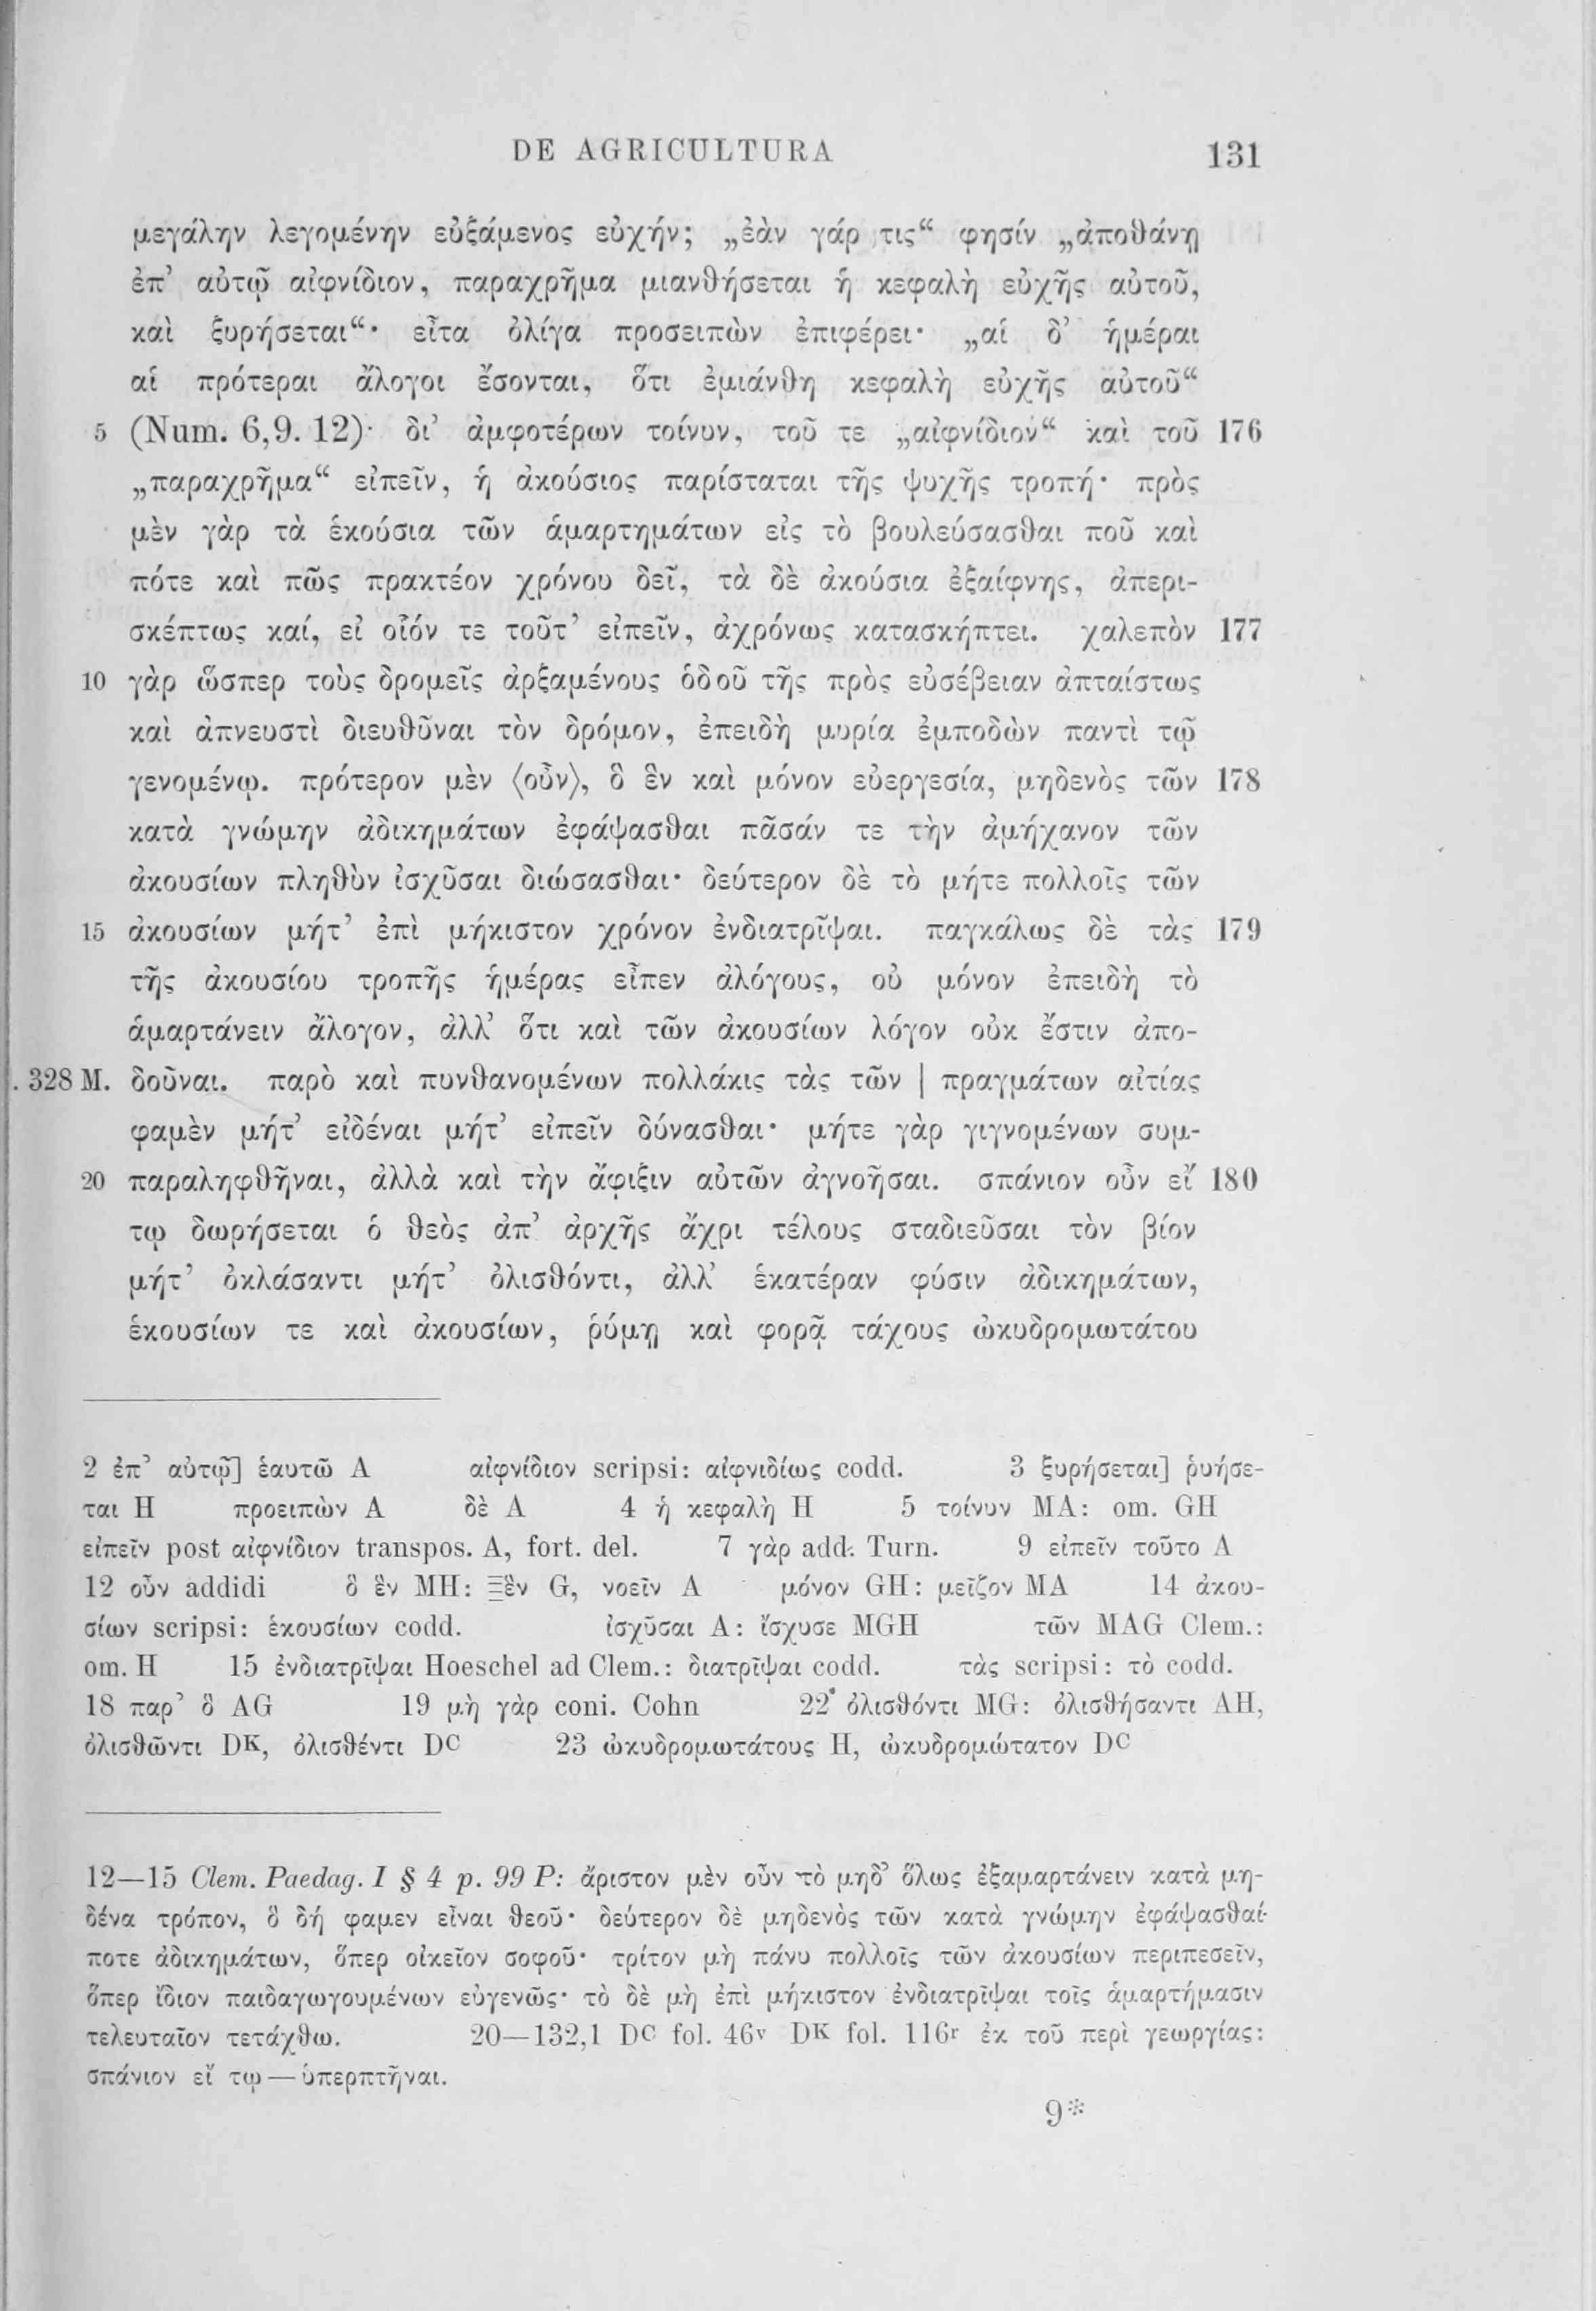 DE AGRICULTURA 131
μεγάλην λεγομένην εὐξάμενος εὐχήν; „ἐὰν γάρ τις“ φησίν „ἀποθάνῃ
ἐπ’ αὐτῷ αἰφνίδιον, παραχρῆμα μιανθήσεται ἡ κεφαλὴ εὐχῆς αὐτοῦ,
καὶ ξυρήσεται“· εἶτα ὀλίγα προσειπὼν ἐπιφέρει· „αἱ δ’ ἡμέραι
αἱ πρότεραι ἄλογοι ἔσονται, ὅτι ἐμιάνθη κεφαλὴ εὐχῆς αὐτοῦ“
5 (Num. 6,9. 12)· δι’ ἀμφοτέρων τοίνυν, τοῦ τε „αἰφνίδιον“ καὶ τοῦ 176
„παραχρῆμα“ εἰπεῖν, ἡ ἀκούσιος παρίσταται τῆς ψυχῆς τροπή· πρὸς
μὲν γὰρ τὰ ἑκούσια τῶν ἁμαρτημάτων εἰς τὸ βουλεύσασθαι ποῦ καὶ
πότε καὶ πῶς πρακτέον χρόνου δεῖ, τὰ δὲ ἀκούσια ἐξαίφνης, ἀπερι-
σκέπτως καί, εἰ οἷόν τε τοῦτ’ εἰπεῖν, ἀχρόνως κατασκήπτει. χαλεπὸν 177
10 γὰρ ὥσπερ τοὺς δρομεῖς ἀρξαμένους ὁδοῦ τῆς πρὸς εὐσέβειαν ἀπταίστως
καὶ ἀπνευστὶ διευθῦναι τὸν δρόμον, ἐπειδὴ μυρία ἐμποδὼν παντὶ τῷ
γενομένῳ. πρότερον μὲν ⟨οὖν⟩, ὃ ἓν καὶ μόνον εὐεργεσία, μηδενὸς τῶν 178
κατὰ γνώμην ἀδικημάτων ἐφάψασθαι πᾶσάν τε τὴν ἀμήχανον τῶν
ἀκουσίων πληθὺν ἰσχῦσαι διώσασθαι· δεύτερον δὲ τὸ μήτε πολλοῖς τῶν
15 ἀκουσίων μήτ’ ἐπὶ μήκιστον χρόνον ἐνδιατρῖψαι. παγκάλως δὲ τὰς 179
τῆς ἀκουσίου τροπῆς ἡμέρας εἶπεν ἀλόγους, οὐ μόνον ἐπειδὴ τὸ
ἁμαρτάνειν ἄλογον, ἀλλ’ ὅτι καὶ τῶν ἀκουσίων λόγον οὐκ ἔστιν ἀπο-
. 328 M. δοῦναι. παρὸ καὶ πυνθανομένων πολλάκις τὰς τῶν | πραγμάτων αἰτίας
φαμὲν μήτ’ εἰδέναι μήτ’ εἰπεῖν δύνασθαι· μήτε γὰρ γιγνομένων συμ-
20 παραληφθῆναι, ἀλλὰ καὶ τὴν ἄφιξιν αὐτῶν ἀγνοῆσαι. σπάνιον οὖν εἴ 180
τῳ δωρήσεται ὁ θεὸς ἀπ’ ἀρχῆς ἄχρι τέλους σταδιεῦσαι τὸν βίον
μήτ’ ὀκλάσαντι μήτ’ ὀλισθόντι, ἀλλ’ ἑκατέραν φύσιν ἀδικημάτων,
ἑκουσίων τε καὶ ἀκουσίων, ῥύμῃ καὶ φορᾷ τάχους ὠκυδρομωτάτου
2 ἐπ’ αὐτῷ] ἑαυτῶ A αἰφνίδιον scripsi: αἰφνιδίως codd. 3 ξυρήσεται] ῥυήσε-
ται H προειπὼν A δὲ A 4 ἡ κεφαλὴ H 5 τοίνυν MA: om. GH
εἰπεῖν post αἰφνίδιον transpos. A, fort. del. 7 γὰρ add. Turn. 9 εἰπεῖν τοῦτο A
12 οὖν addidi ὃ ἓν MH: ΞἝν G, νοεῖν A μόνον GH: μεῖζον MA 14 ἀκου-
σίων scripsi: ἑκουσίων codd. ἰσχῦσαι A: ἴσχυσε MGH τῶν MAG Clem.:
om. H 15 ἐνδιατρῖψαι Hoeschel ad Clem.: διατρῖψαι codd. τὰς scripsi: τὸ codd.
18 παρ’ ὃ AG 19 μὴ γὰρ coni. Cohn 22 ὀλισθόντι MG: ὀλισθήσαντι AH,
ὀλισθῶντι DK, ὀλισθέντι DC 23 ὠκυδρομωτάτους H, ὠκυδρομώτατον DC
12—15 Clem. Paedag. I § 4 p. 99 P: ἄριστον μὲν οὖν τὸ μηδ’ ὅλως ἐξαμαρτάνειν κατὰ μη-
δένα τρόπον, ὃ δή φαμεν εἶναι θεοῦ· δεύτερον δὲ μηδενὸς τῶν κατὰ γνώμην ἐφάψασθαί
ποτε ἀδικημάτων, ὅπερ οἰκεῖον σοφοῦ· τρίτον μὴ πάνυ πολλοῖς τῶν ἀκουσίων περιπεσεῖν,
ὅπερ ἴδιον παιδαγωγουμένων εὐγενῶς· τὸ δὲ μὴ ἐπὶ μήκιστον ἐνδιατρῖψαι τοῖς ἁμαρτήμασιν
τελευταῖον τετάχθω. 20—132,1 DC fol. 46v DK fol. 116r ἐκ τοῦ περὶ γεωργίας:
σπάνιον εἴ τῳ — ὑπερπτῆναι.
9*